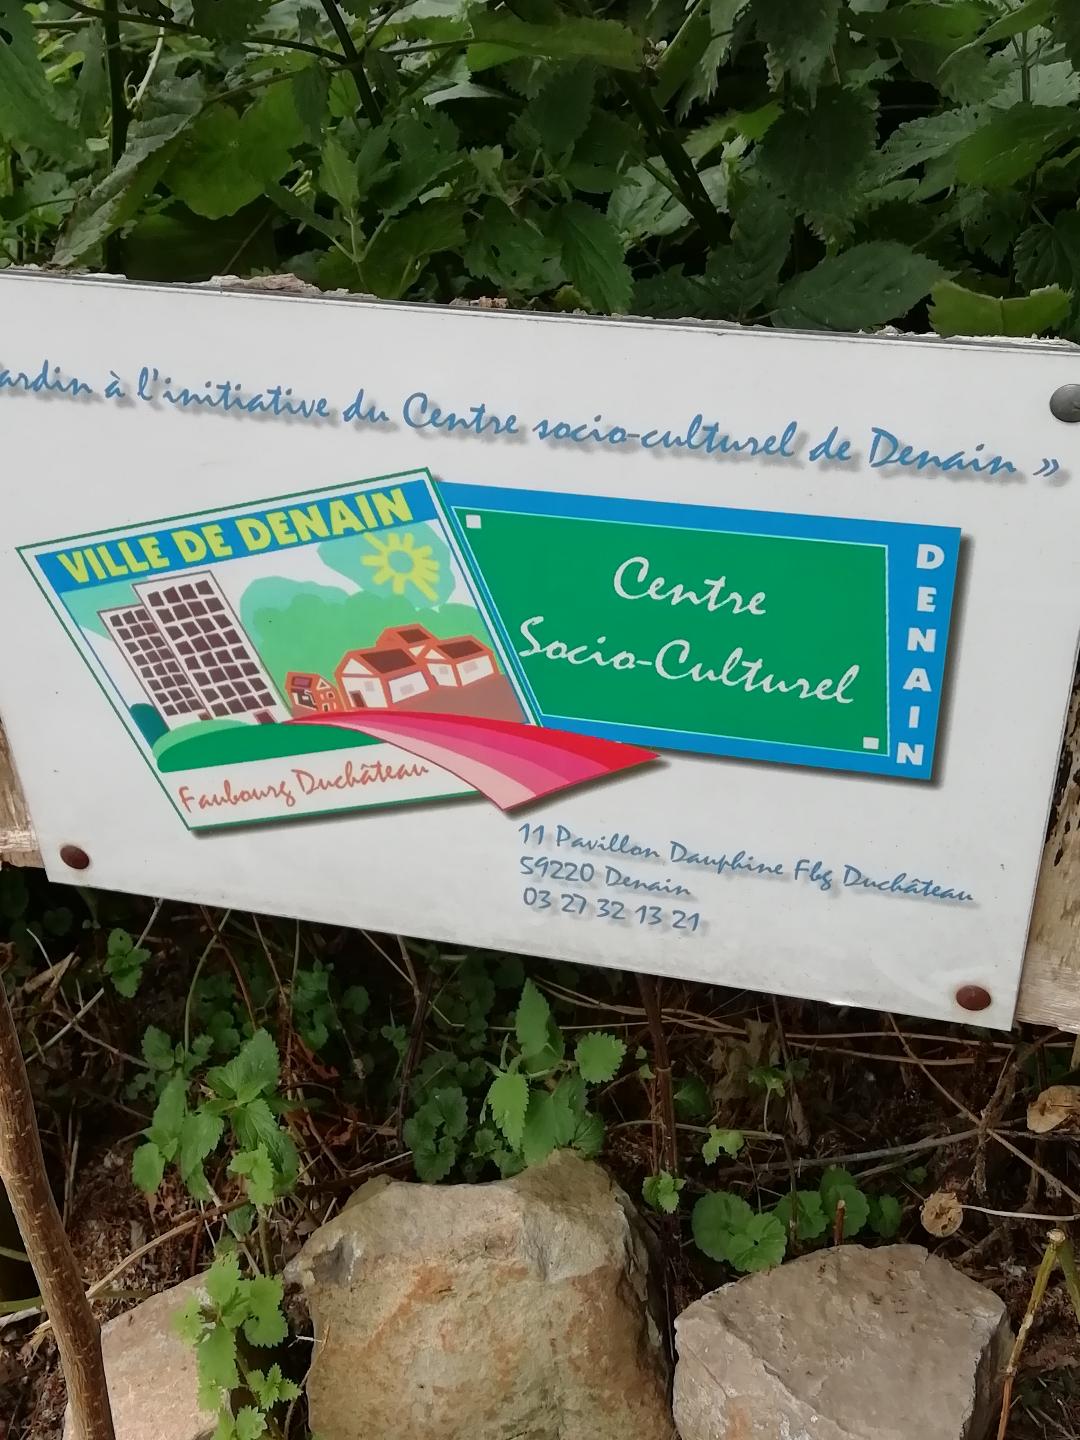 ardin à l'initiative du Centre socio-culturel de Denain »
VILLE DE DENAIN
Centre
Socio-Culturel
DENAIN
Faubourg Duchâteau
11 Pavillon Dauphine Fbg Duchâteau
59220 Denain
03 27 32 13 21